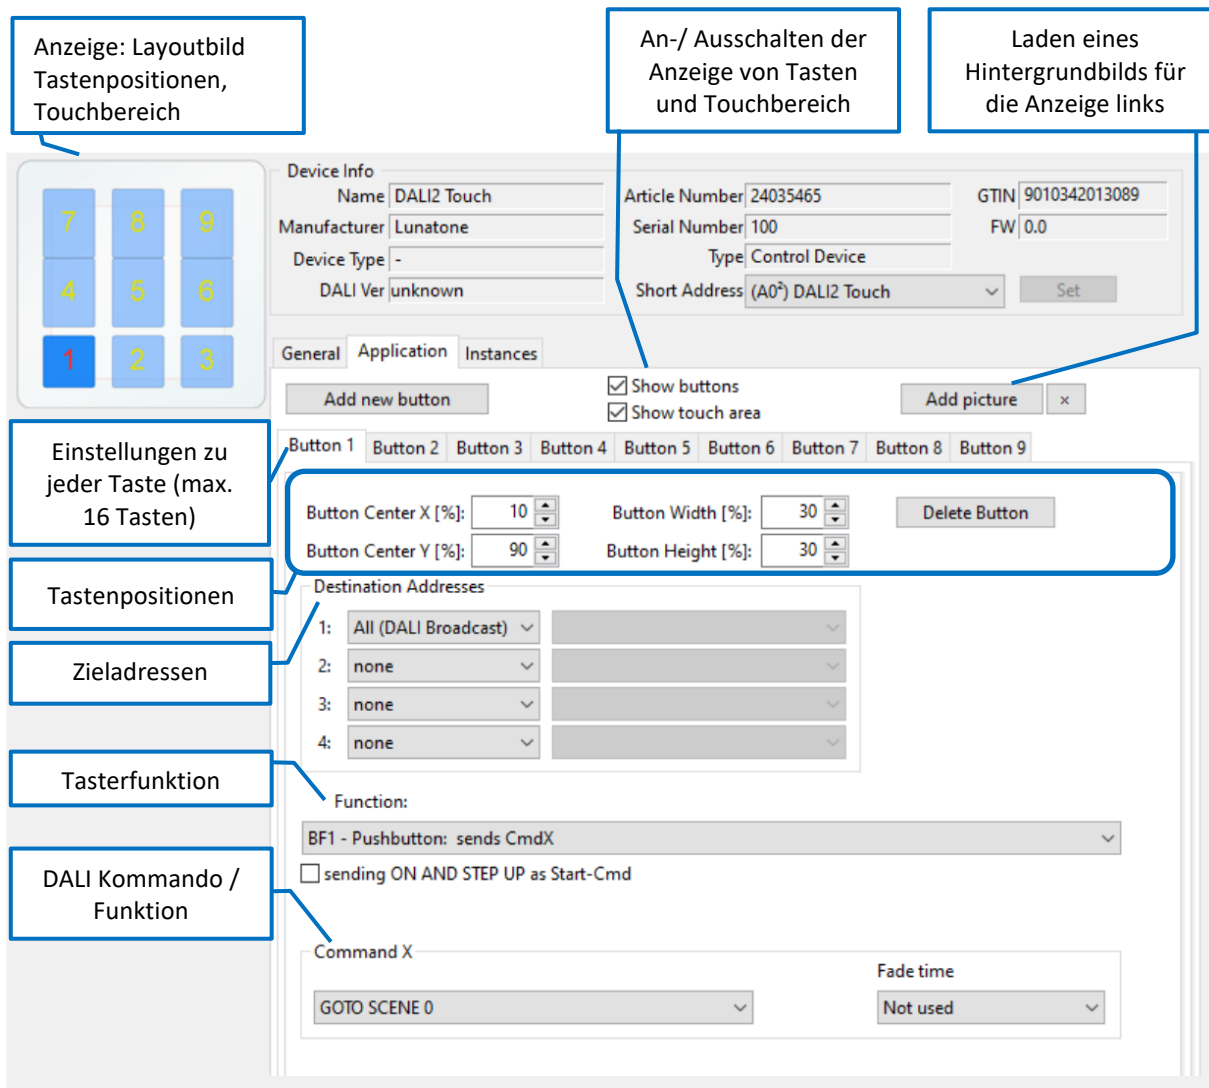 Anzeige: Layoutbild
Tastenpositionen,
Touchbereich
An-/ Ausschalten der
Anzeige von Tasten
und Touchbereich
Laden eines
Hintergrundbilds für
die Anzeige links
7 8 9
4 5 6
1 2 3
Device Info
Name DALI2 Touch Article Number 24035465 GTIN 9010342013089
Manufacturer Lunatone Serial Number 100 FW 0.0
Device Type - Type Control Device
DALI Ver unknown Short Address (A0²) DALI2 Touch Set
General Application Instances
Add new button Show buttons Add picture ×
Show touch area
Button 1 Button 2 Button 3 Button 4 Button 5 Button 6 Button 7 Button 8 Button 9
Einstellungen zu
jeder Taste (max.
16 Tasten)
Button Center X [%]: 10 Button Width [%]: 30 Delete Button
Button Center Y [%]: 90 Button Height [%]: 30
Tastenpositionen
Destination Addresses
1: All (DALI Broadcast)
2: none
3: none
4: none
Zieladressen
Tasterfunktion
Function:
BF1 - Pushbutton: sends CmdX
sending ON AND STEP UP as Start-Cmd
DALI Kommando /
Funktion
Command X
Fade time
GOTO SCENE 0 Not used